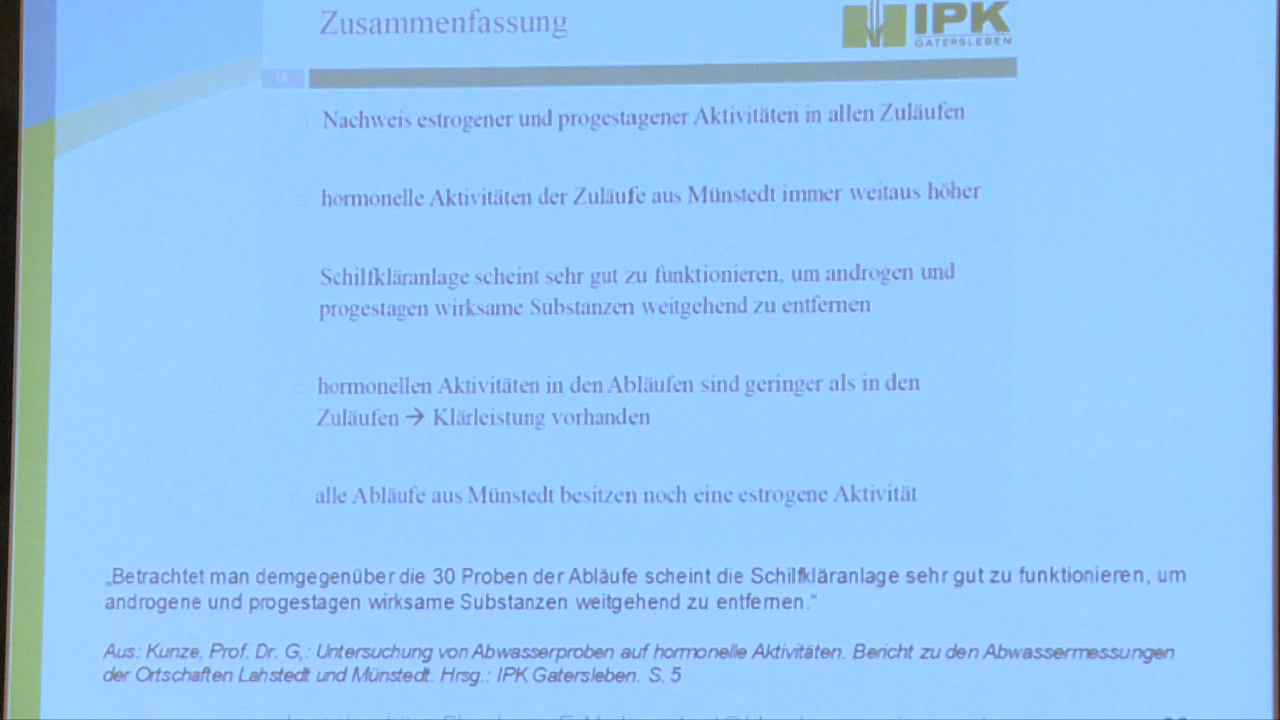 Zusammenfassung
IPK
GATERSLEBEN
Nachweis estrogener und progestagener Aktivitäten in allen Zuläufen
hormonelle Aktivitäten der Zuläufe aus Münstedt immer weitaus höher
Schilfkläranlage scheint sehr gut zu funktionieren, um androgen und
progestagen wirksame Substanzen weitgehend zu entfernen
hormonellen Aktivitäten in den Abläufen sind geringer als in den
Zuläufen → Klärleistung vorhanden
alle Abläufe aus Münstedt besitzen noch eine estrogene Aktivität
„Betrachtet man demgegenüber die 30 Proben der Abläufe scheint die Schilfkläranlage sehr gut zu funktionieren, um
androgene und progestagen wirksame Substanzen weitgehend zu entfernen.“
Aus: Kunze, Prof. Dr. G,: Untersuchung von Abwasserproben auf hormonelle Aktivitäten. Bericht zu den Abwassermessungen
der Ortschaften Lahstedt und Münstedt. Hrsg.: IPK Gatersleben. S. 5